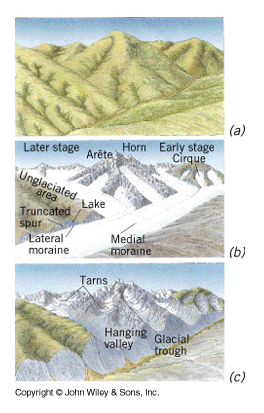 (a)
Later stage Horn Early stage
Arête Cirque
Unglaciated
area
Lake
Truncated
spur
Lateral
moraine
Medial
moraine
(b)
Tarns
Hanging
valley
Glacial
trough
(c)
Copyright © John Wiley & Sons, Inc.